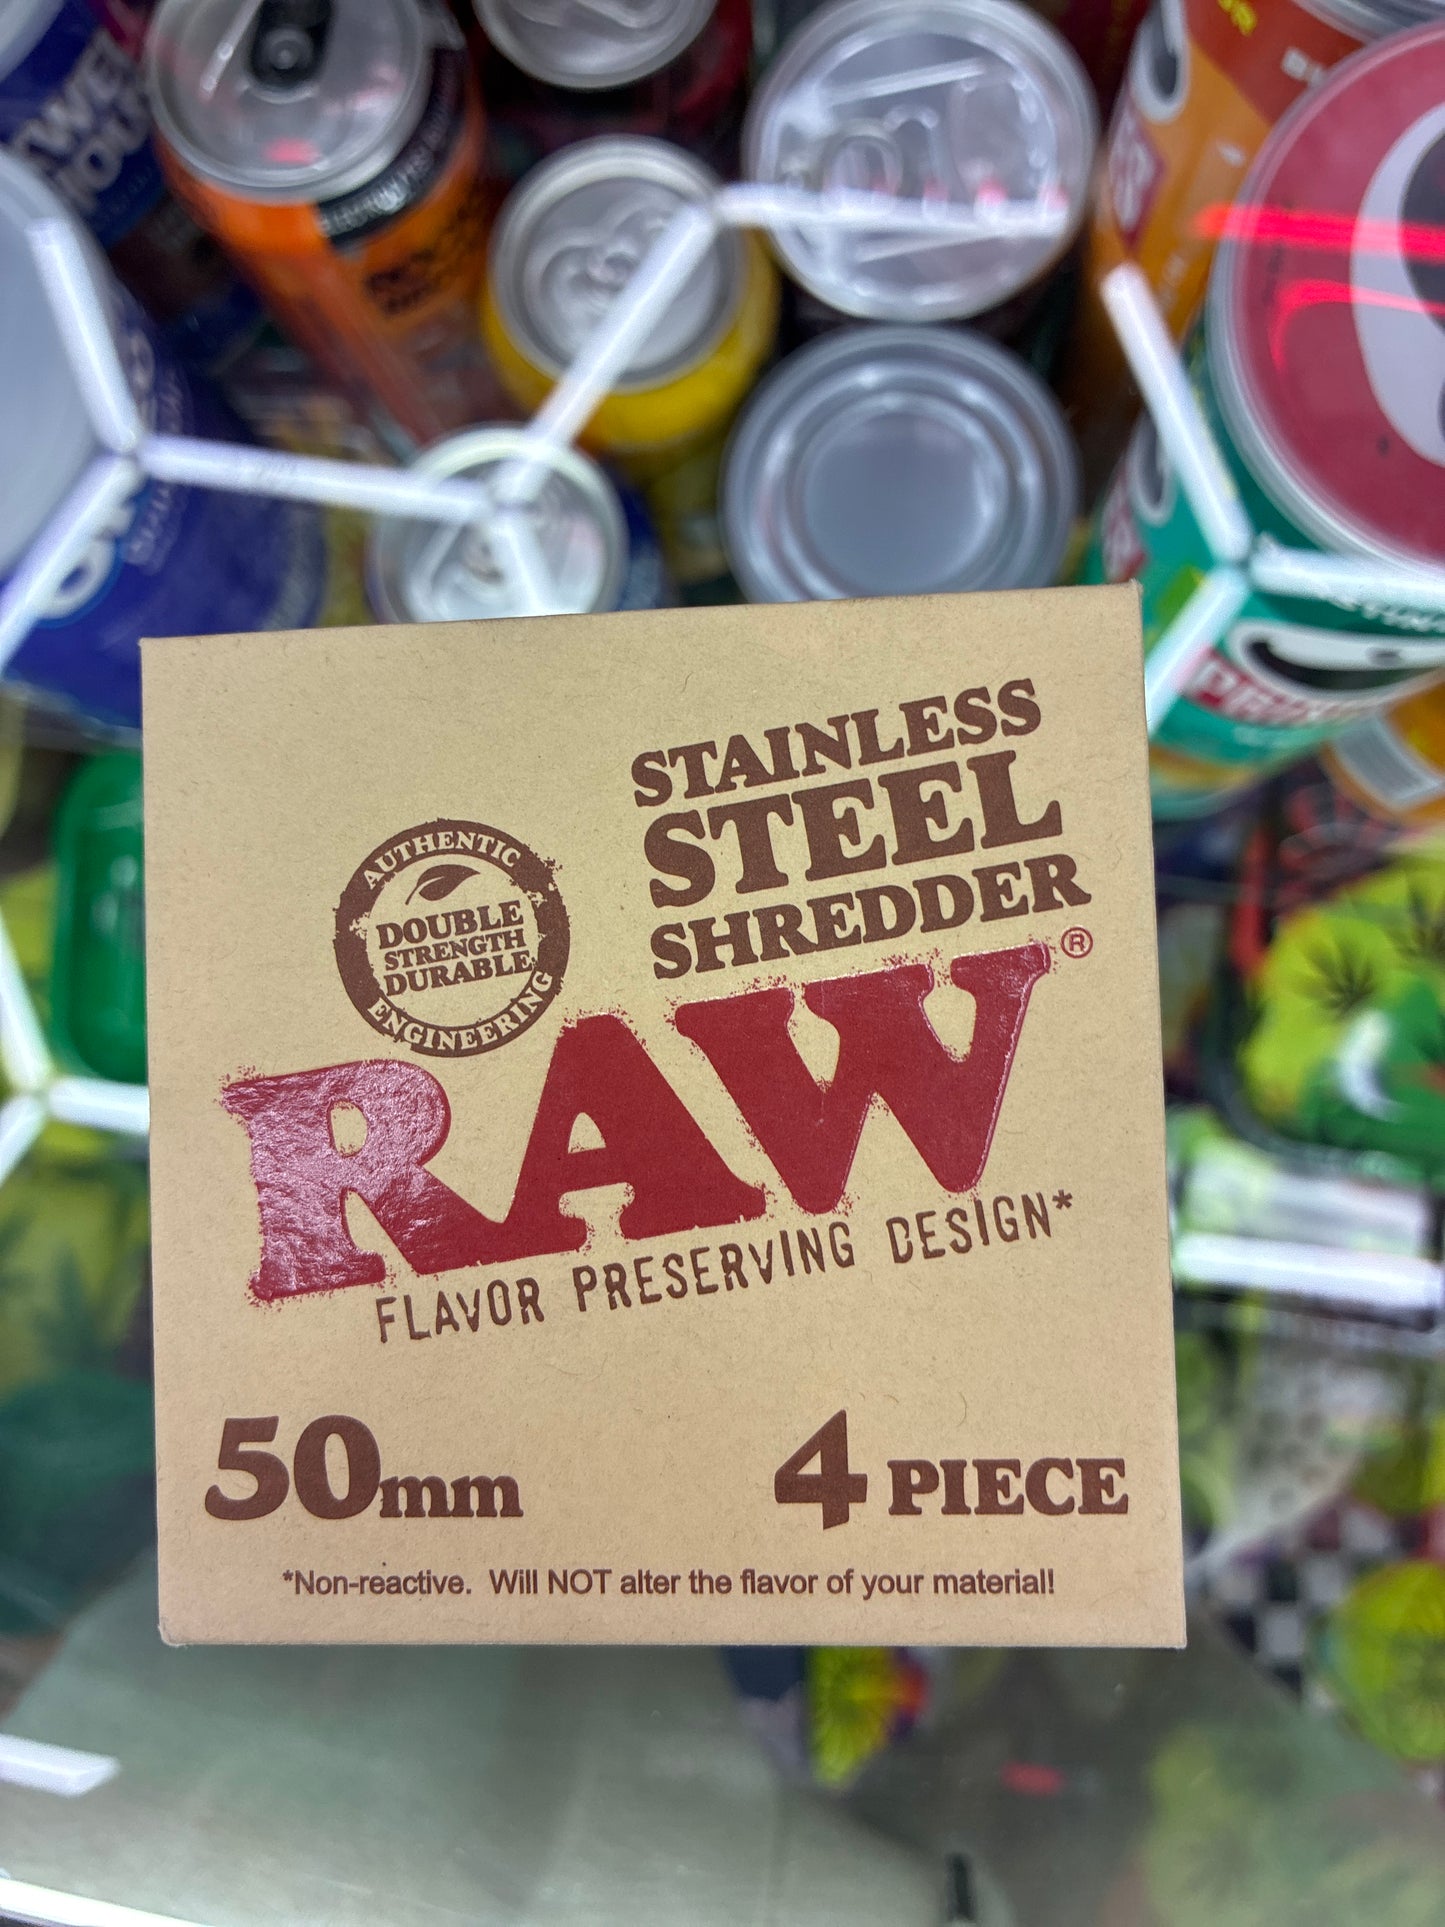 STAINLESS
STEEL
SHREDDER
AUTHENTIC
DOUBLE
STRENGTH
DURABLE
ENGINEERING
RAW®
FLAVOR PRESERVING DESIGN*
50mm
4 PIECE
*Non-reactive. Will NOT alter the flavor of your material!